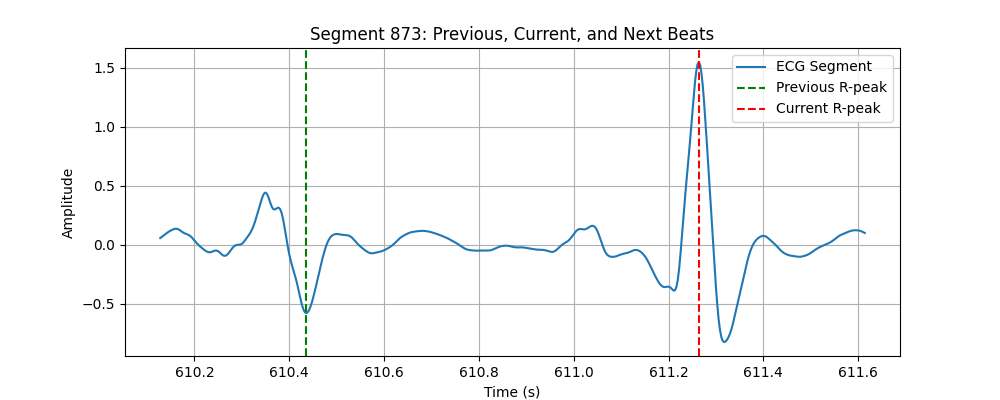 Segment 873: Previous, Current, and Next Beats
ECG Segment
Previous R-peak
Current R-peak
Amplitude
1.5
1.0
0.5
0.0
−0.5
610.2 610.4 610.6 610.8 611.0 611.2 611.4 611.6
Time (s)